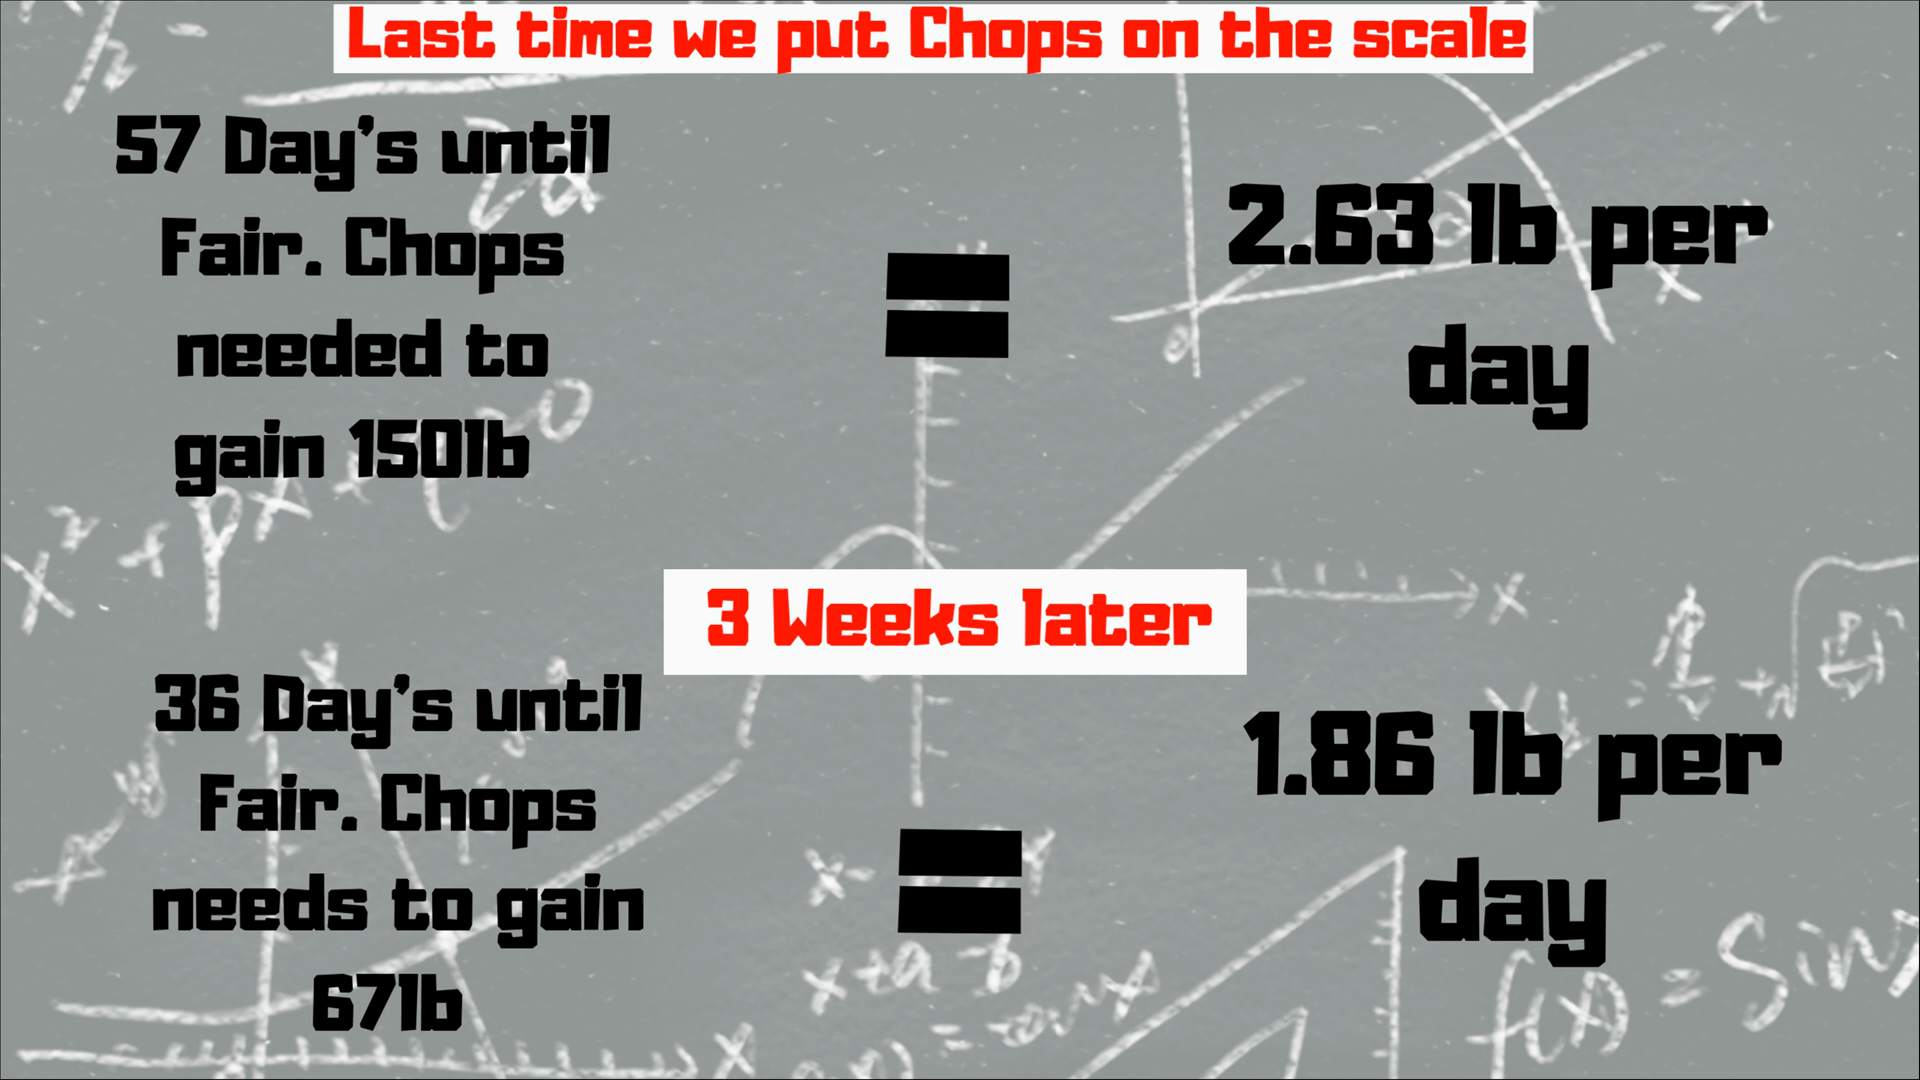 Last time we put Chops on the scale
57 Day's until
Fair. Chops
needed to
gain 150lb
=
2.63 lb per
day
3 Weeks later
36 Day's until
Fair. Chops
needs to gain
67lb
=
1.86 lb per
day
x+a-b
f(x) = Sin